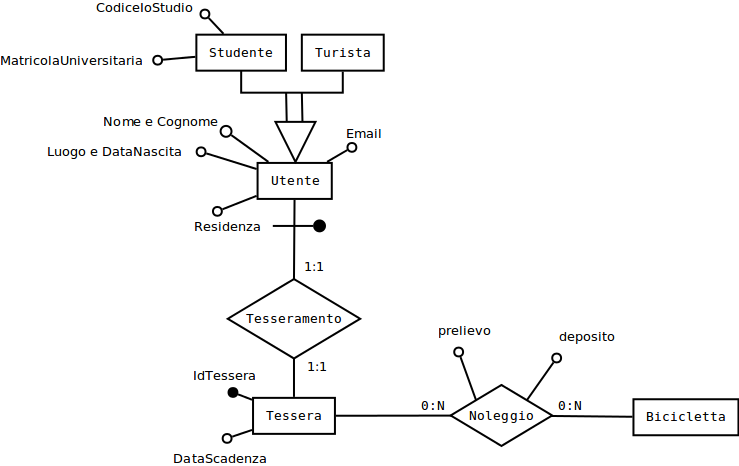 CodiceIoStudio
Studente
Turista
MatricolaUniversitaria
Nome e Cognome
Email
Luogo e DataNascita
Utente
Residenza
1:1
Tesseramento
prelievo
deposito
1:1
IdTessera
0:N
0:N
Tessera
Noleggio
Bicicletta
DataScadenza